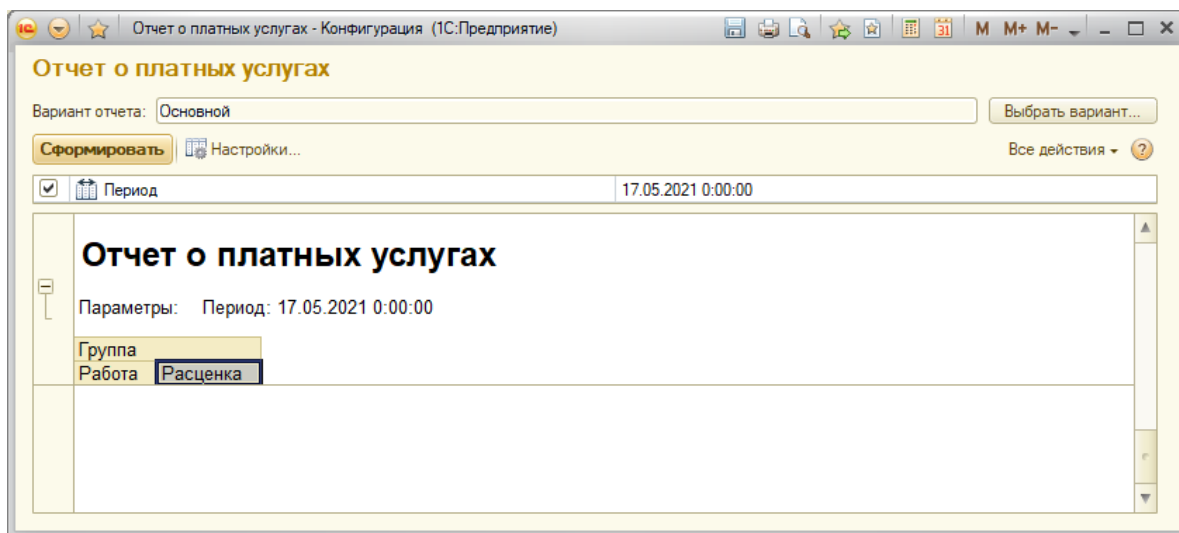 Отчет о платных услугах - Конфигурация (1С:Предприятие) 31 M M+ M-
Отчет о платных услугах
Вариант отчета: Основной Выбрать вариант...
Сформировать Настройки... Все действия ?
Период 17.05.2021 0:00:00
Отчет о платных услугах
Параметры: Период: 17.05.2021 0:00:00
Группа
Работа Расценка